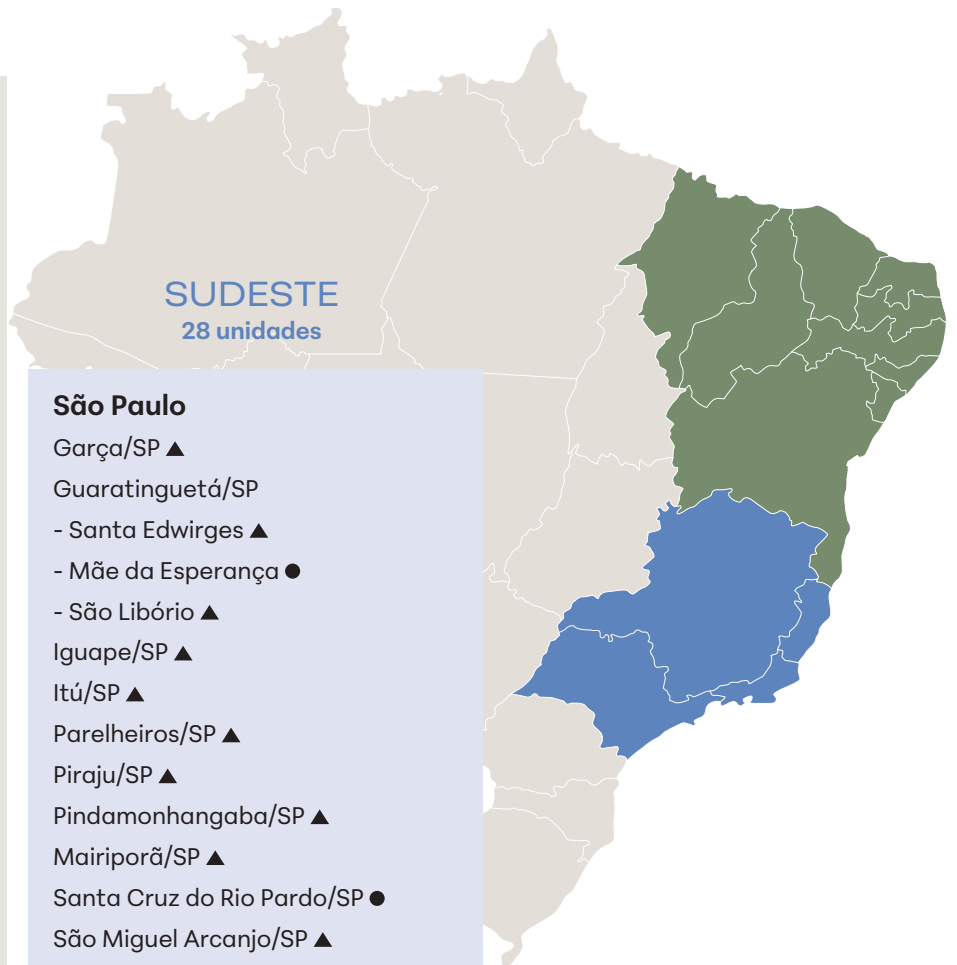 SUDESTE
28 unidades
São Paulo
Garça/SP ▲
Guaratinguetá/SP
- Santa Edwirges ▲
- Mãe da Esperança ●
- São Libório ▲
Iguape/SP ▲
Itú/SP ▲
Parelheiros/SP ▲
Piraju/SP ▲
Pindamonhangaba/SP ▲
Mairiporã/SP ▲
Santa Cruz do Rio Pardo/SP ●
São Miguel Arcanjo/SP ▲